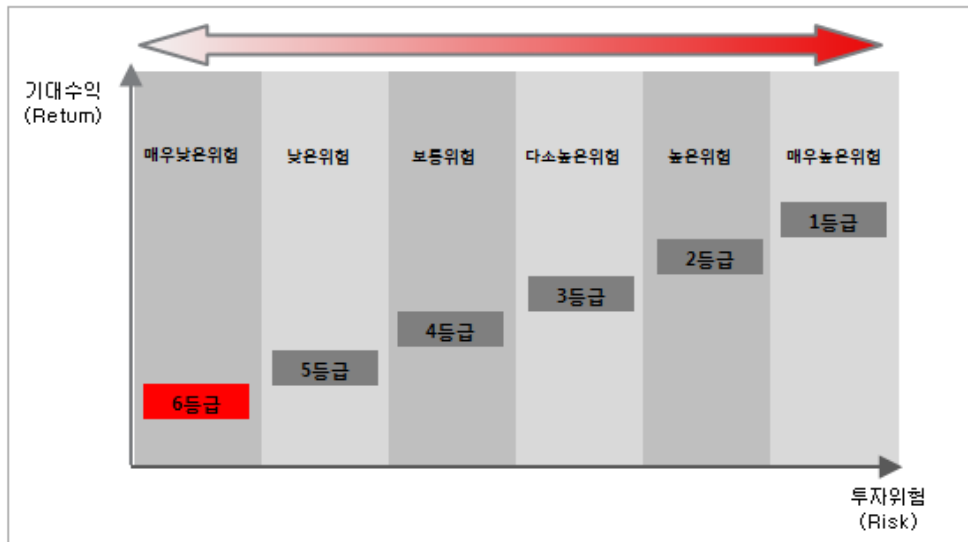 기대수익
(Return)
매우낮은위험
낮은위험
보통위험
다소높은위험
높은위험
매우높은위험
1등급
2등급
3등급
4등급
5등급
6등급
투자위험
(Risk)